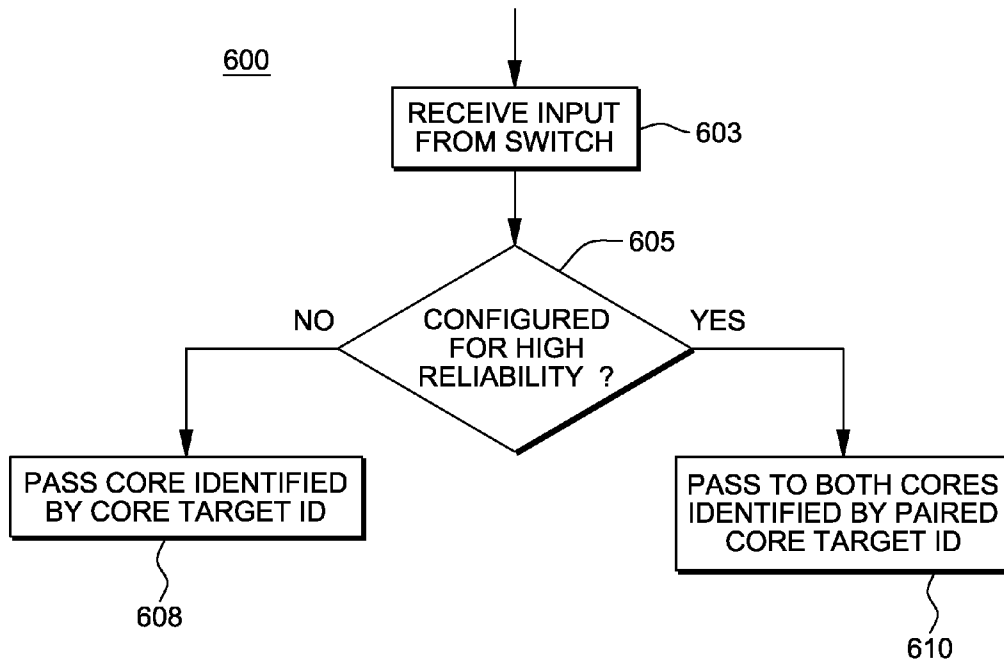 600
RECEIVE INPUT
FROM SWITCH
603
605
NO
CONFIGURED
FOR HIGH
RELIABILITY ?
YES
PASS CORE IDENTIFIED
BY CORE TARGET ID
608
PASS TO BOTH CORES
IDENTIFIED BY PAIRED
CORE TARGET ID
610